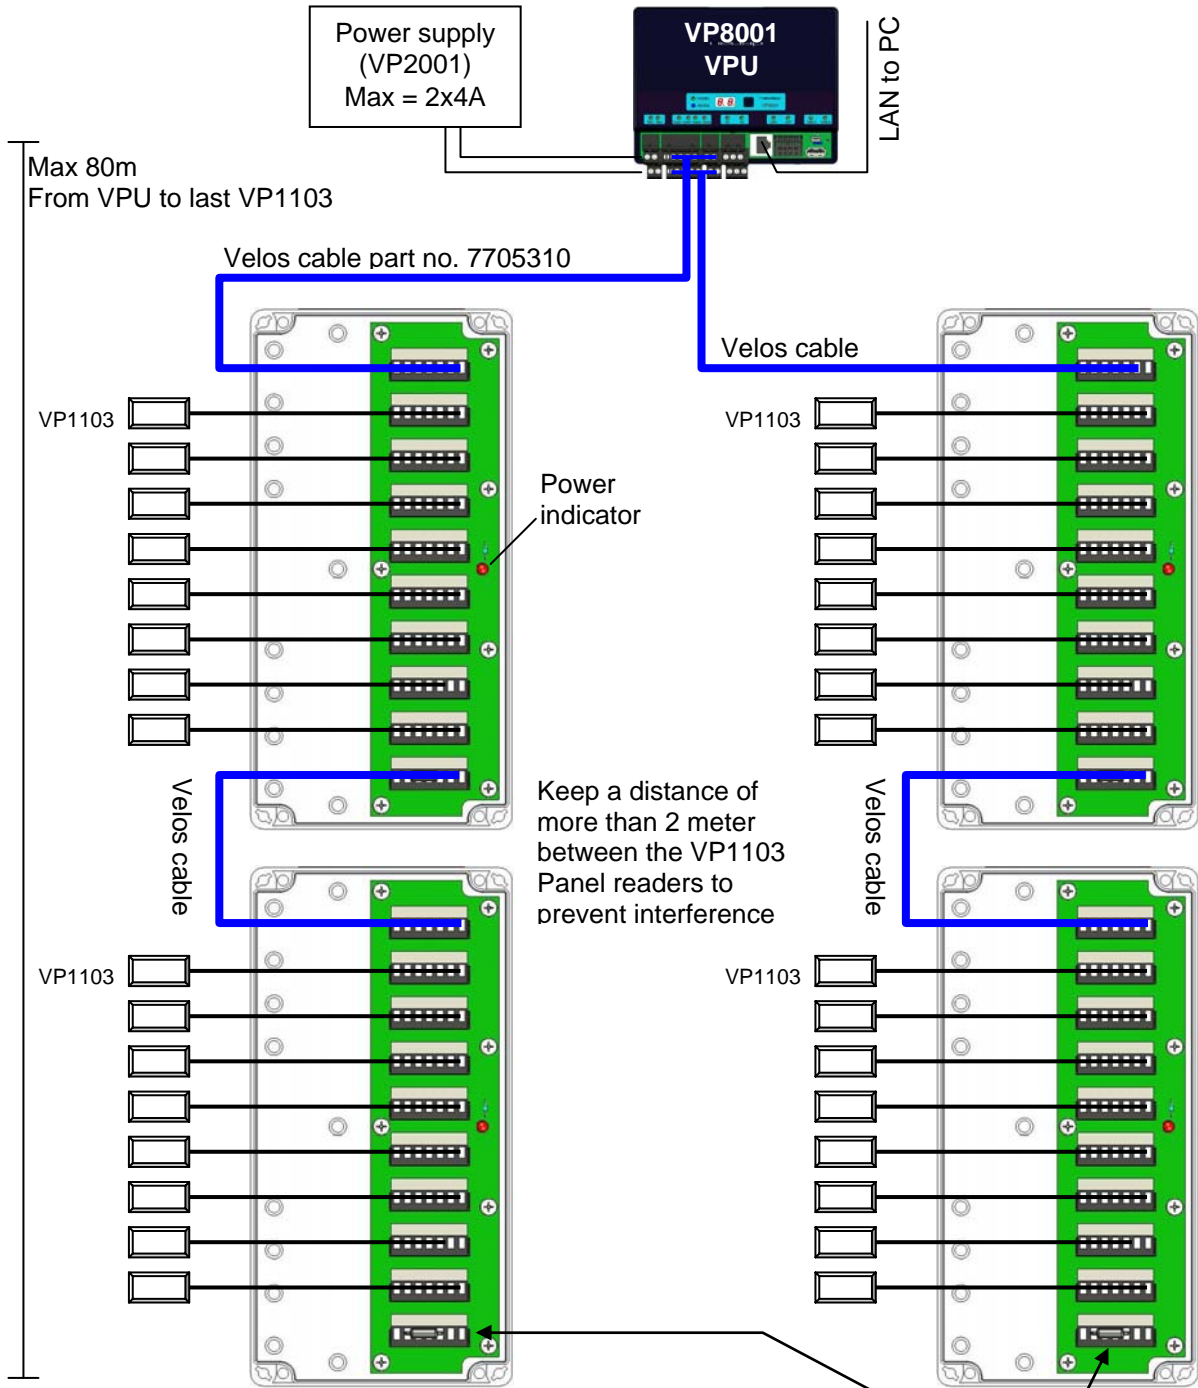 Power supply
(VP2001)
Max = 2x4A
VP8001
VPU
LAN to PC
Max 80m
From VPU to last VP1103
Velos cable part no. 7705310
Velos cable
VP1103
VP1103
Power
indicator
Velos cable
Keep a distance of
more than 2 meter
between the VP1103
Panel readers to
prevent interference
Velos cable
VP1103
VP1103